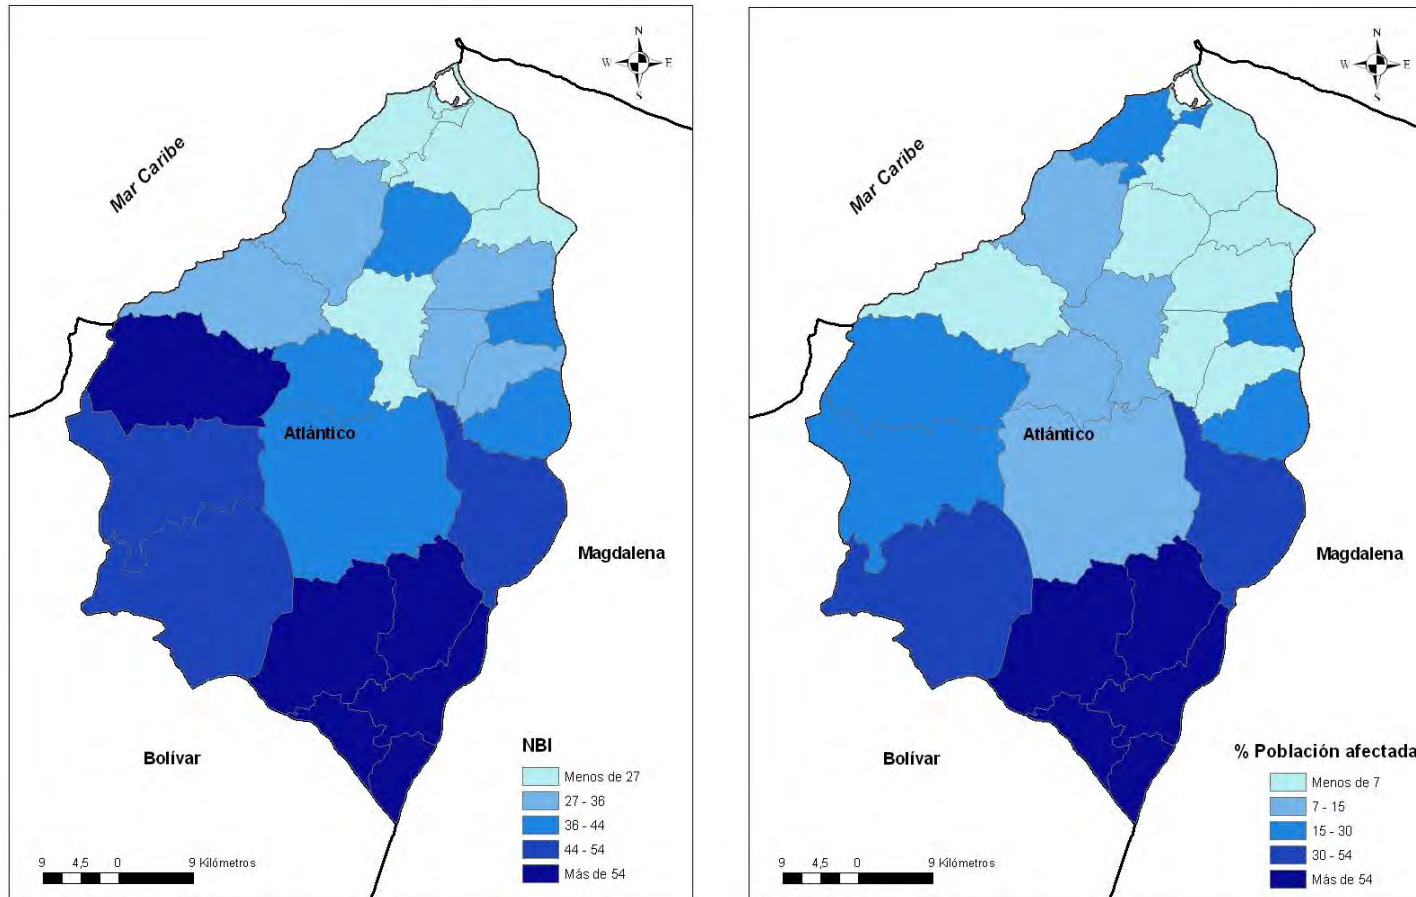 N
W E
S
Mar Caribe
Atlántico
Magdalena
Bolívar
NBI
Menos de 27
27 - 36
36 - 44
44 - 54
Más de 54
9 4,5 0 9 Kilómetros
N
W E
S
Mar Caribe
Atlántico
Magdalena
Bolívar
% Población afectada
Menos de 7
7 - 15
15 - 30
30 - 54
Más de 54
9 4,5 0 9 Kilómetros